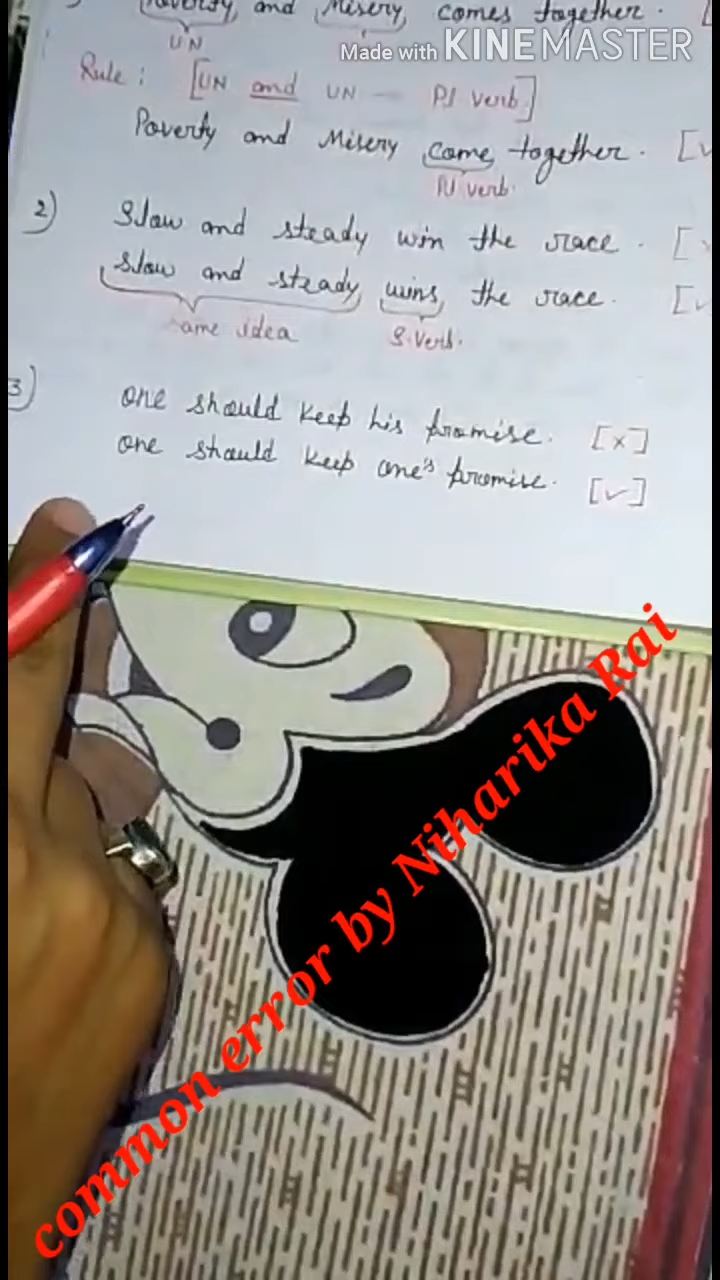 Poverty, and Misery, comes together.
UN
Made with KINEMASTER
Rule: [UN and UN — Pl verb]
Poverty and Misery come together. [✓
Pl verb.
2) Slow and steady win the race. [
Slow and steady wins the race. [✓
same idea S.verb.
3) one should keep his promise. [x]
one should keep one's promise. [✓]
common error by Niharika Rai